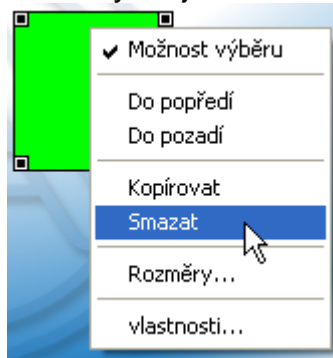 Možnost výběru
Do popředí
Do pozadí
Kopírovat
Smazat
Rozměry...
vlastnosti...